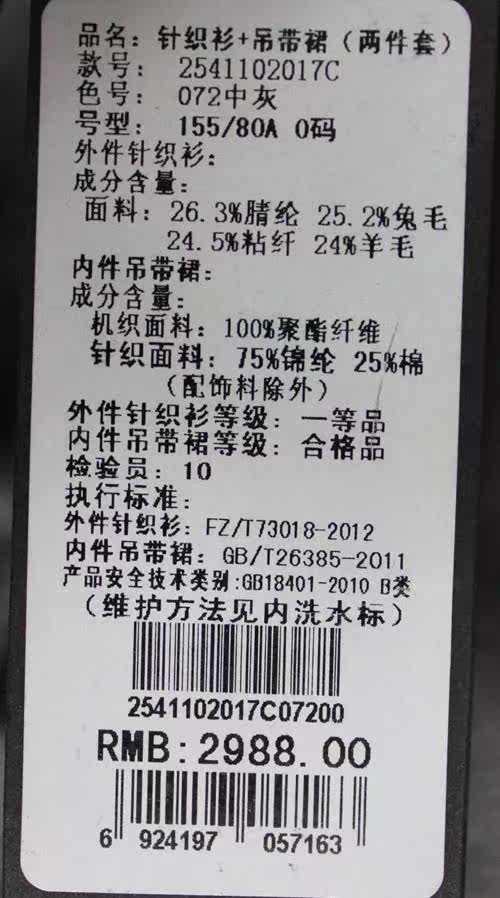 品名：针织衫+吊带裙（两件套）
款号：2541102017C
色号：072中灰
号型：155/80A 0码
外件针织衫：
成分含量：
面料：26.3%腈纶 25.2%兔毛
24.5%粘纤 24%羊毛
内件吊带裙：
成分含量：
机织面料：100%聚酯纤维
针织面料：75%锦纶 25%棉
（配饰料除外）
外件针织衫等级：一等品
内件吊带裙等级：合格品
检验员：10
执行标准：
外件针织衫：FZ/T73018-2012
内件吊带裙：GB/T26385-2011
产品安全技术类别:GB18401-2010 B类
（维护方法见内洗水标）
2541102017C07200
RMB:2988.00
6 924197 057163